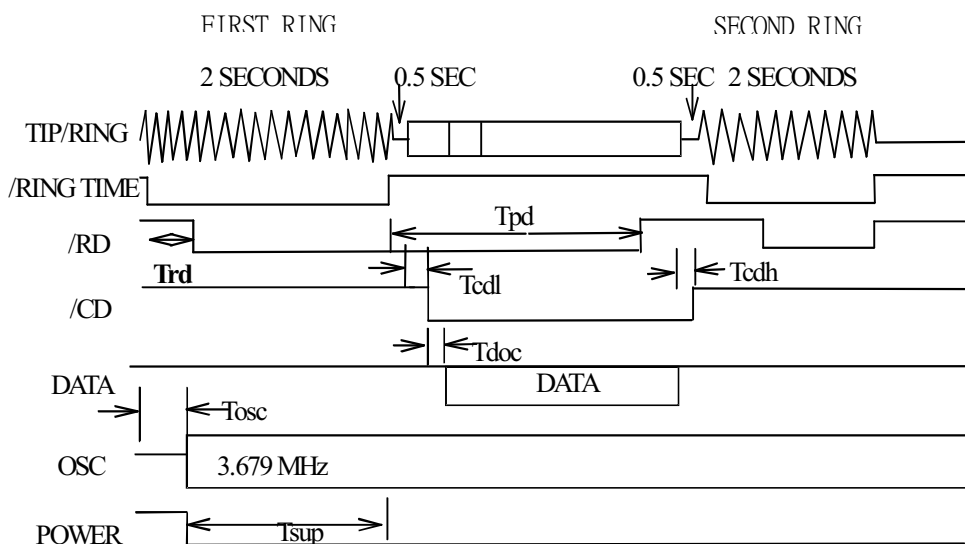 FIRST RING SECOND RING
2 SECONDS 0.5 SEC 0.5 SEC 2 SECONDS
TIP/RING
/RING TIME
Tpd
/RD
Trd Tcdl Tcdh
/CD
Tdoc
DATA DATA
Tosc
OSC 3.679 MHz
POWER Tsup